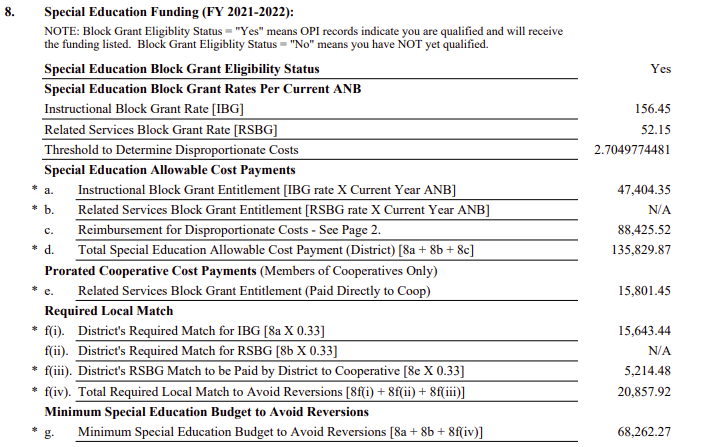 8. Special Education Funding (FY 2021-2022):
NOTE: Block Grant Eligiblity Status = "Yes" means OPI records indicate you are qualified and will receive
the funding listed. Block Grant Eligiblity Status = "No" means you have NOT yet qualified.
Special Education Block Grant Eligibility Status Yes
Special Education Block Grant Rates Per Current ANB
Instructional Block Grant Rate [IBG] 156.45
Related Services Block Grant Rate [RSBG] 52.15
Threshold to Determine Disproportionate Costs 2.7049774481
Special Education Allowable Cost Payments
* a. Instructional Block Grant Entitlement [IBG rate X Current Year ANB] 47,404.35
* b. Related Services Block Grant Entitlement [RSBG rate X Current Year ANB] N/A
c. Reimbursement for Disproportionate Costs - See Page 2. 88,425.52
* d. Total Special Education Allowable Cost Payment (District) [8a + 8b + 8c] 135,829.87
Prorated Cooperative Cost Payments (Members of Cooperatives Only)
* e. Related Services Block Grant Entitlement (Paid Directly to Coop) 15,801.45
Required Local Match
* f(i). District's Required Match for IBG [8a X 0.33] 15,643.44
f(ii). District's Required Match for RSBG [8b X 0.33] N/A
* f(iii). District's RSBG Match to be Paid by District to Cooperative [8e X 0.33] 5,214.48
* f(iv). Total Required Local Match to Avoid Reversions [8f(i) + 8f(ii) + 8f(iii)] 20,857.92
Minimum Special Education Budget to Avoid Reversions
* g. Minimum Special Education Budget to Avoid Reversions [8a + 8b + 8f(iv)] 68,262.27